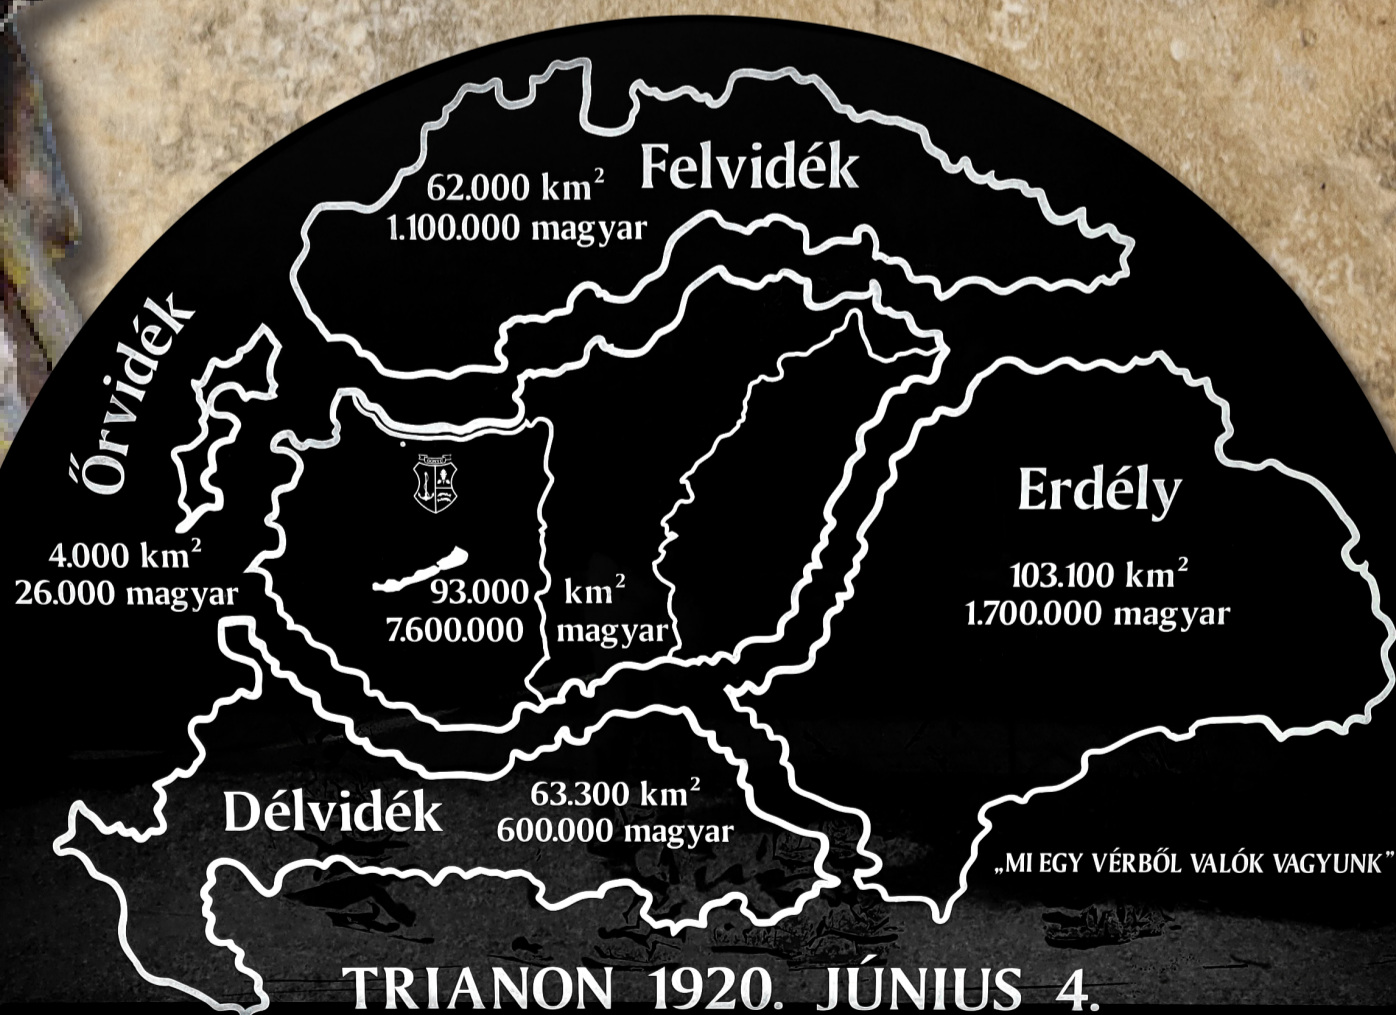 Felvidék
62.000 km²
1.100.000 magyar
Őrvidék
4.000 km²
26.000 magyar
93.000 km²
7.600.000 magyar
Erdély
103.100 km²
1.700.000 magyar
Délvidék
63.300 km²
600.000 magyar
„MI EGY VÉRBŐL VALÓK VAGYUNK”
TRIANON 1920. JÚNIUS 4.